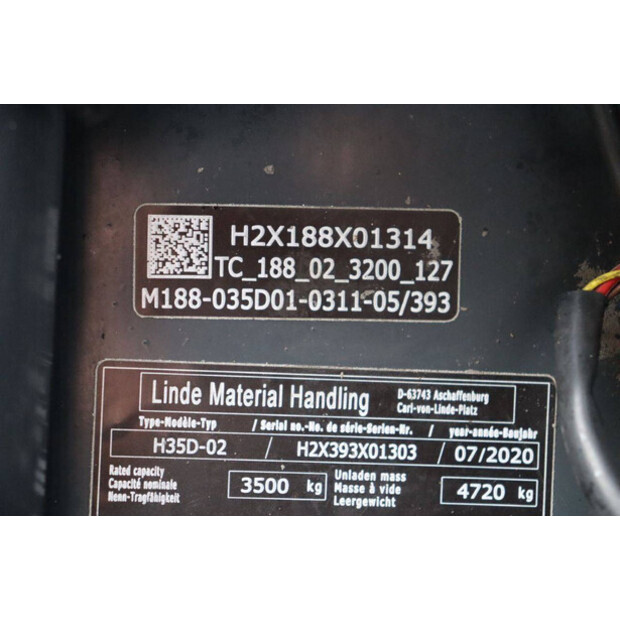 H2X188X01314
TC_188_02_3200_127
M188-035D01-0311-05/393
Linde Material Handling
D-63743 Aschaffenburg
Carl-von-Linde-Platz
Type-Modèle-Typ / Serial no.-No. de série-Serien-Nr. / year-année-Baujahr
H35D-02 / H2X393X01303 / 07/2020
Rated capacity
Capacité nominale
Nenn-Tragfähigkeit
3500 kg
Unladen mass
Masse à vide
Leergewicht
4720 kg